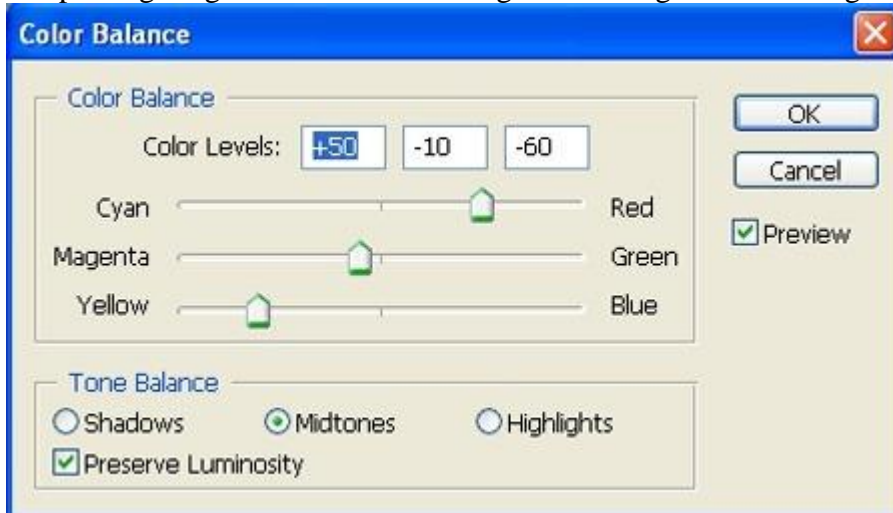 Color Balance
Color Balance
Color Levels: +50 -10 -60
Cyan Red
Magenta Green
Yellow Blue
Tone Balance
Shadows Midtones Highlights
Preserve Luminosity
OK
Cancel
Preview